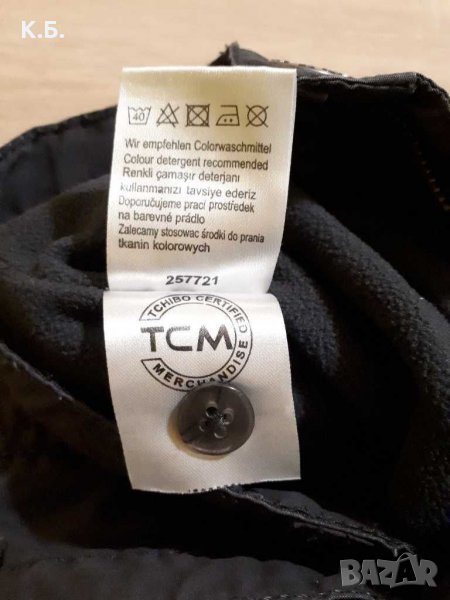 К.Б.
40
Wir empfehlen Colorwaschmittel
Colour detergent recommended
Renkli çamaşır deterjanı
kullanmanızı tavsiye ederiz
Doporučujeme prací prostředek
na barevné prádlo
Zalecamy stosowac środki do prania
tkanin kolorowych
257721
TCHIBO CERTIFIED
TCM
MERCHANDISE
BAZAR